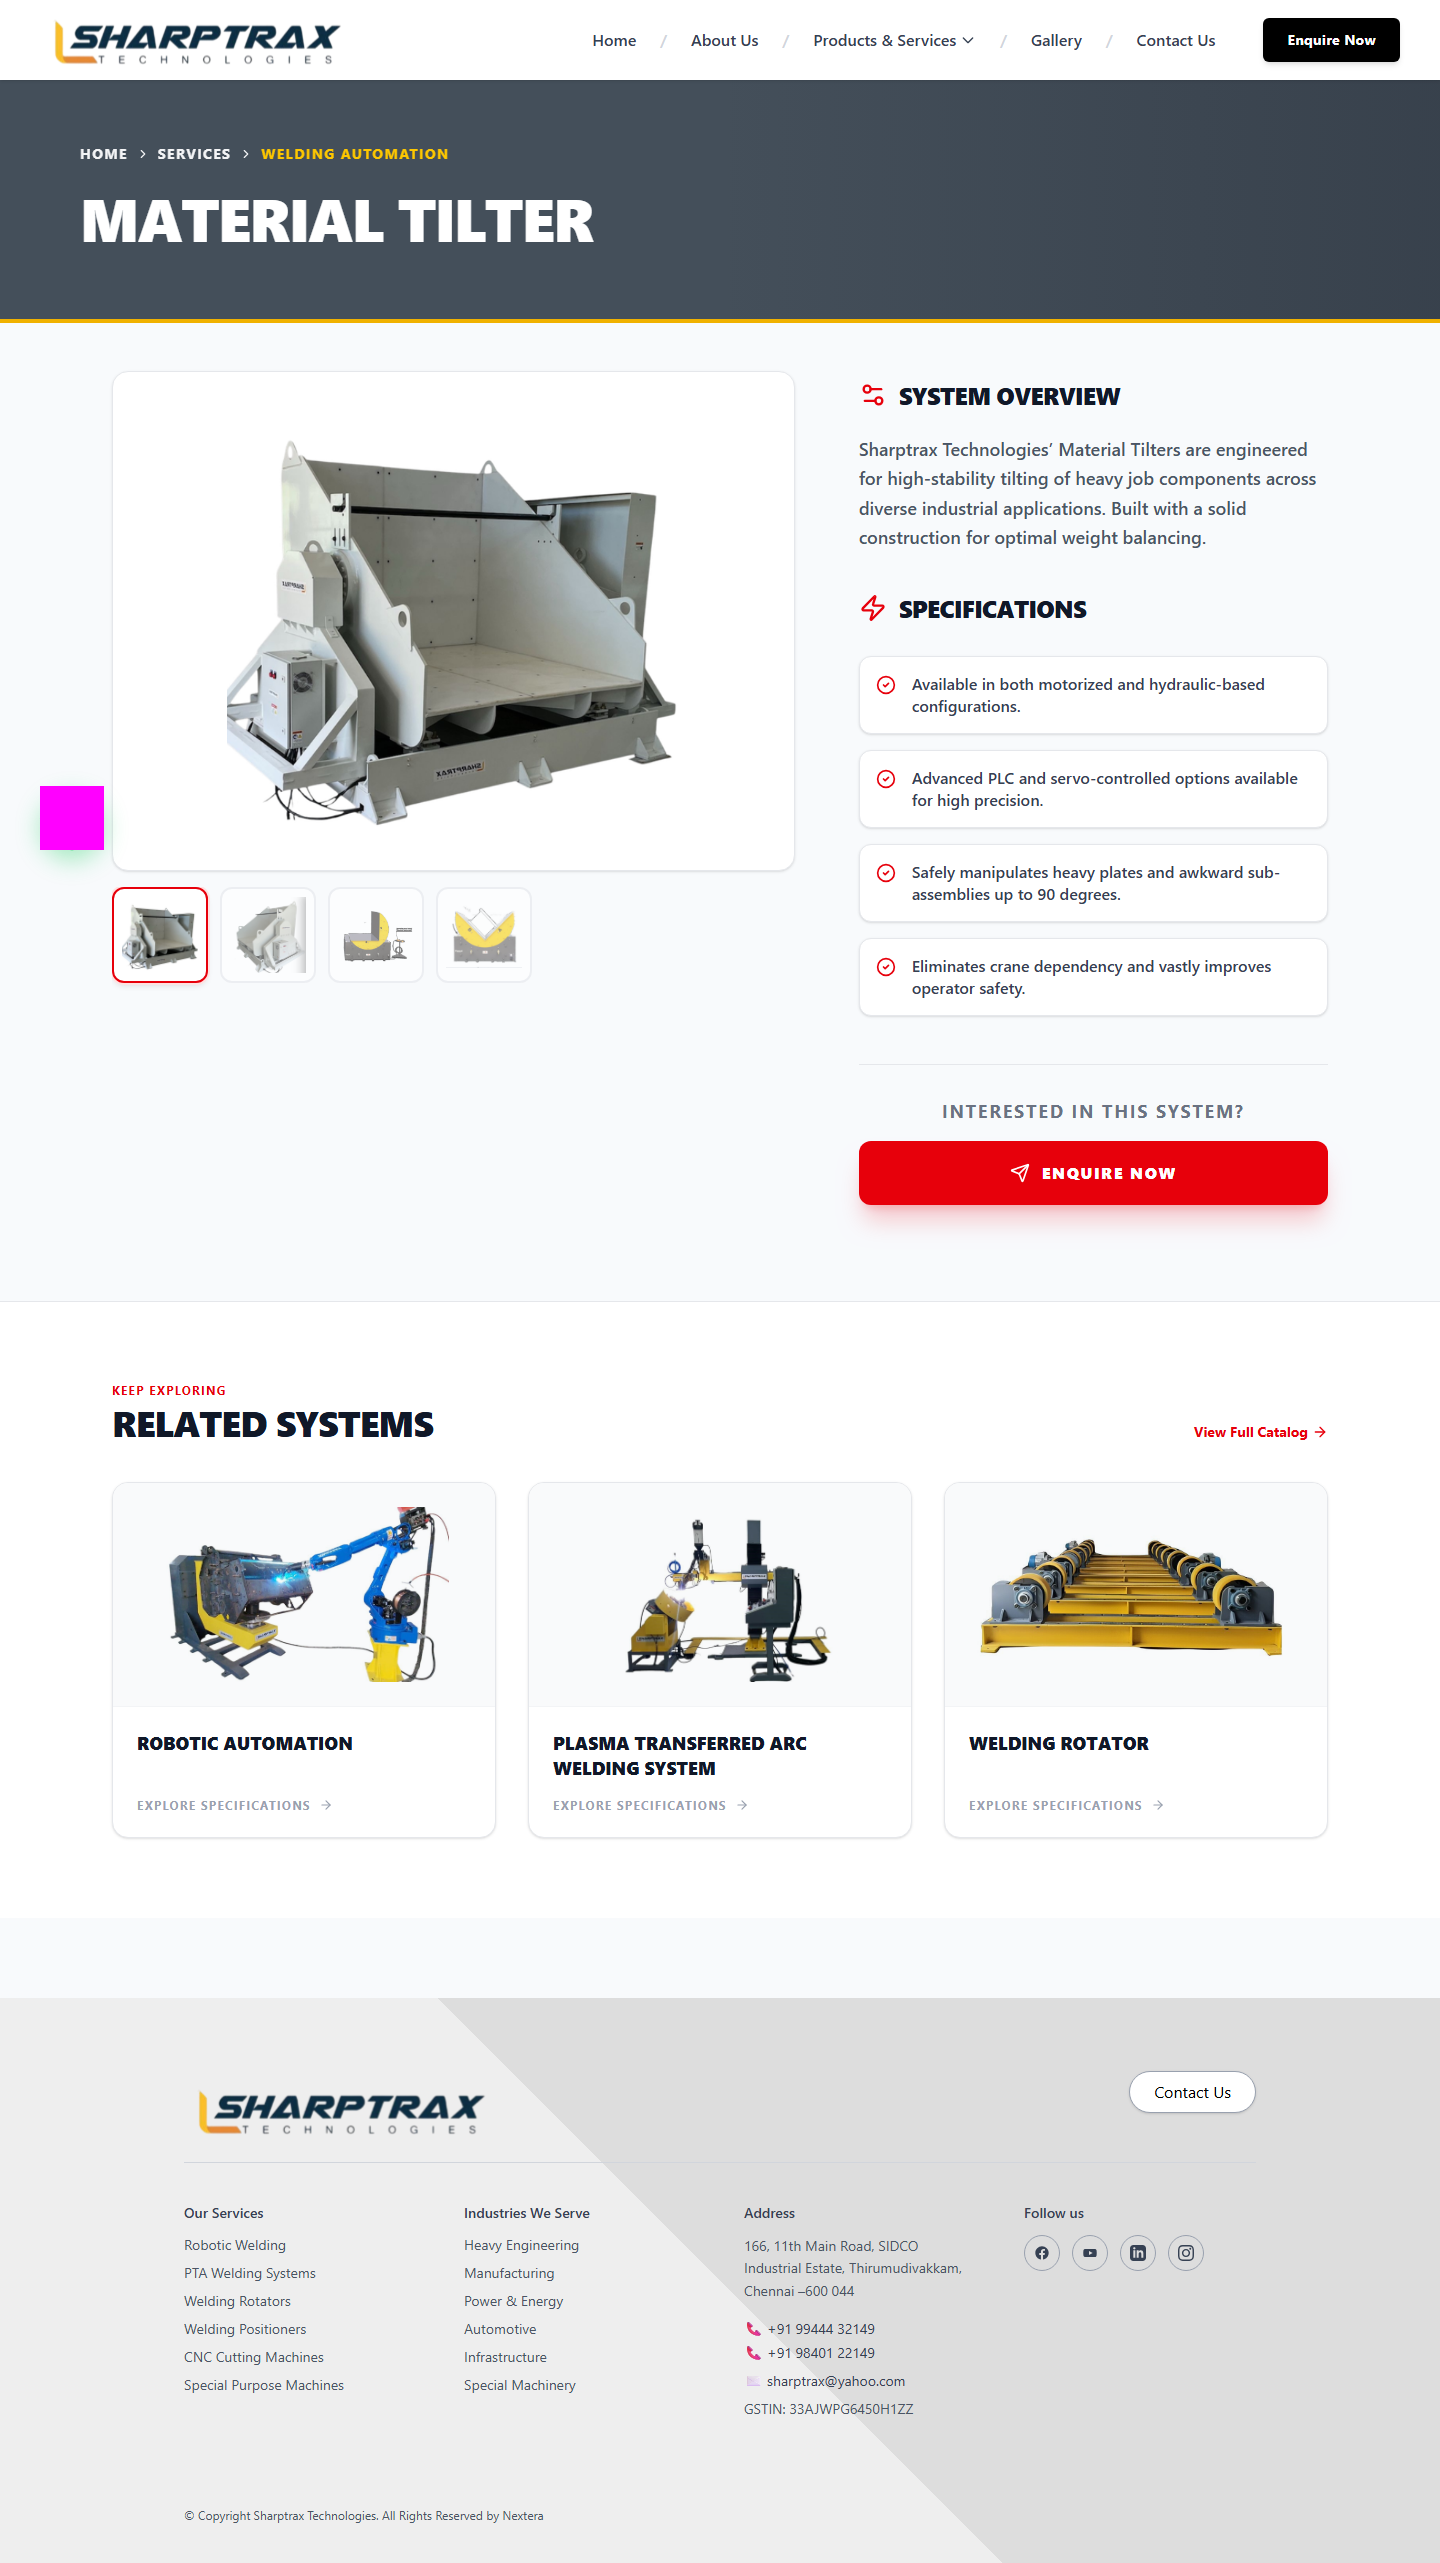 SHARPTRAX
TECHNOLOGIES
Home / About Us / Products & Services / Gallery / Contact Us
Enquire Now
HOME > SERVICES > WELDING AUTOMATION
MATERIAL TILTER
SYSTEM OVERVIEW
Sharptrax Technologies’ Material Tilters are engineered
for high-stability tilting of heavy job components across
diverse industrial applications. Built with a solid
construction for optimal weight balancing.
SPECIFICATIONS
Available in both motorized and hydraulic-based
configurations.
Advanced PLC and servo-controlled options available
for high precision.
Safely manipulates heavy plates and awkward sub-
assemblies up to 90 degrees.
Eliminates crane dependency and vastly improves
operator safety.
INTERESTED IN THIS SYSTEM?
ENQUIRE NOW
KEEP EXPLORING
RELATED SYSTEMS
View Full Catalog →
ROBOTIC AUTOMATION
EXPLORE SPECIFICATIONS →
PLASMA TRANSFERRED ARC
WELDING SYSTEM
EXPLORE SPECIFICATIONS →
WELDING ROTATOR
EXPLORE SPECIFICATIONS →
SHARPTRAX
TECHNOLOGIES
Contact Us
Our Services
Robotic Welding
PTA Welding Systems
Welding Rotators
Welding Positioners
CNC Cutting Machines
Special Purpose Machines
Industries We Serve
Heavy Engineering
Manufacturing
Power & Energy
Automotive
Infrastructure
Special Machinery
Address
166, 11th Main Road, SIDCO
Industrial Estate, Thirumudivakkam,
Chennai –600 044
+91 99444 32149
+91 98401 22149
sharptrax@yahoo.com
GSTIN: 33AJWPG6450H1ZZ
Follow us
© Copyright Sharptrax Technologies. All Rights Reserved by Nextera